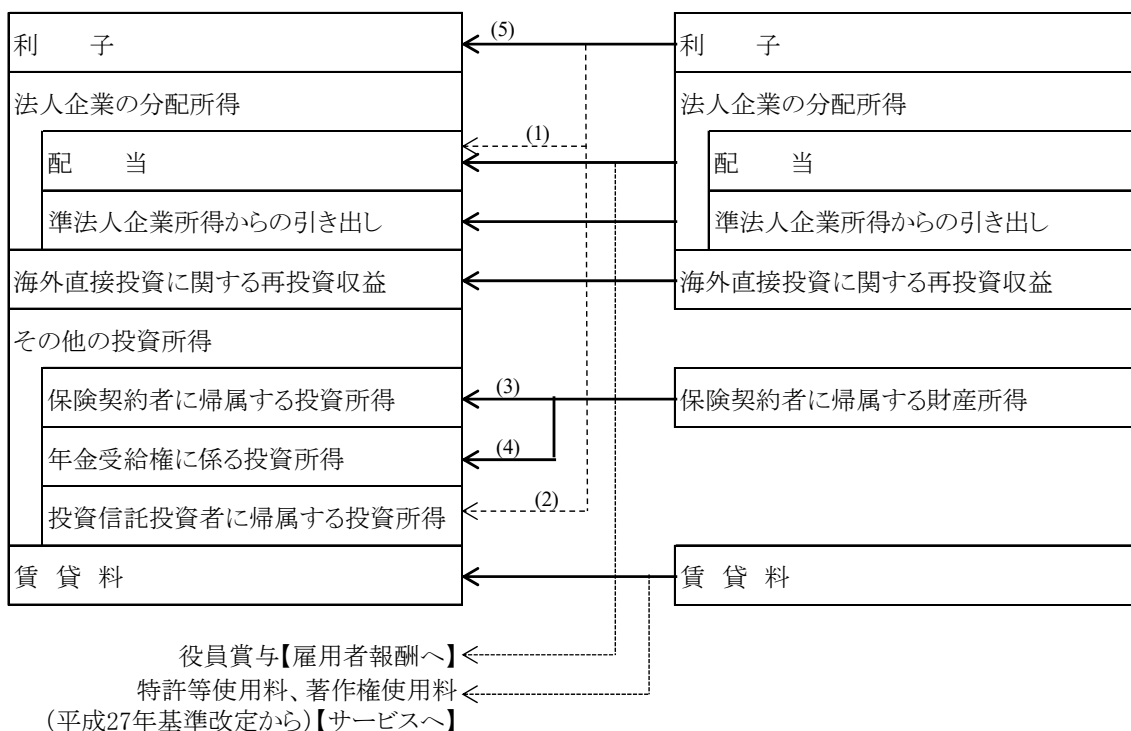 利　子
(5)
利　子
法人企業の分配所得
法人企業の分配所得
(1)
配　当
配　当
準法人企業所得からの引き出し
準法人企業所得からの引き出し
海外直接投資に関する再投資収益
海外直接投資に関する再投資収益
その他の投資所得
保険契約者に帰属する投資所得
(3)
保険契約者に帰属する財産所得
年金受給権に係る投資所得
(4)
投資信託投資者に帰属する投資所得
(2)
賃 貸 料
賃 貸 料
役員賞与【雇用者報酬へ】
特許等使用料、著作権使用料
(平成27年基準改定から)【サービスへ】